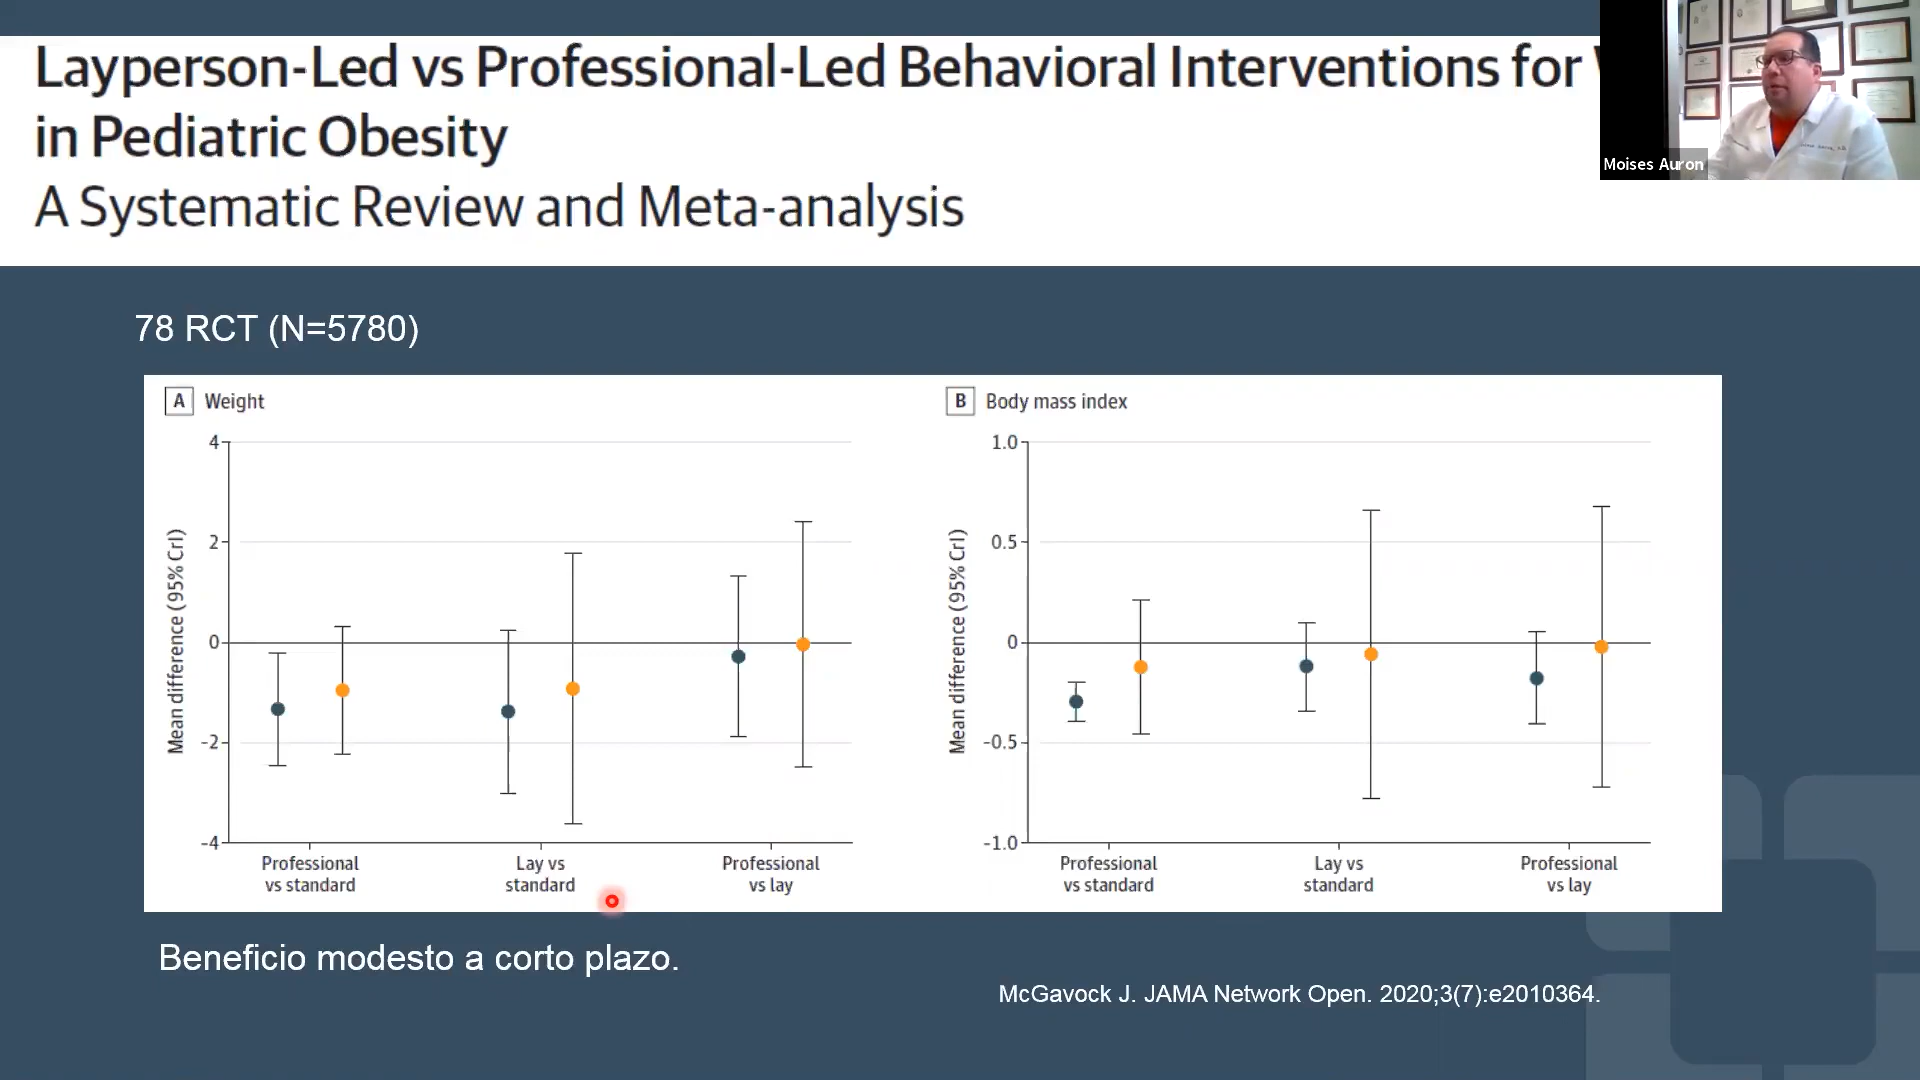 Layperson-Led vs Professional-Led Behavioral Interventions for
in Pediatric Obesity
A Systematic Review and Meta-analysis
Moises Auron
78 RCT (N=5780)
A Weight
4
2
0
-2
-4
Mean difference (95% CrI)
Professional
vs standard
Lay vs
standard
Professional
vs lay
B Body mass index
1.0
0.5
0
-0.5
-1.0
Mean difference (95% CrI)
Professional
vs standard
Lay vs
standard
Professional
vs lay
Beneficio modesto a corto plazo.
McGavock J. JAMA Network Open. 2020;3(7):e2010364.